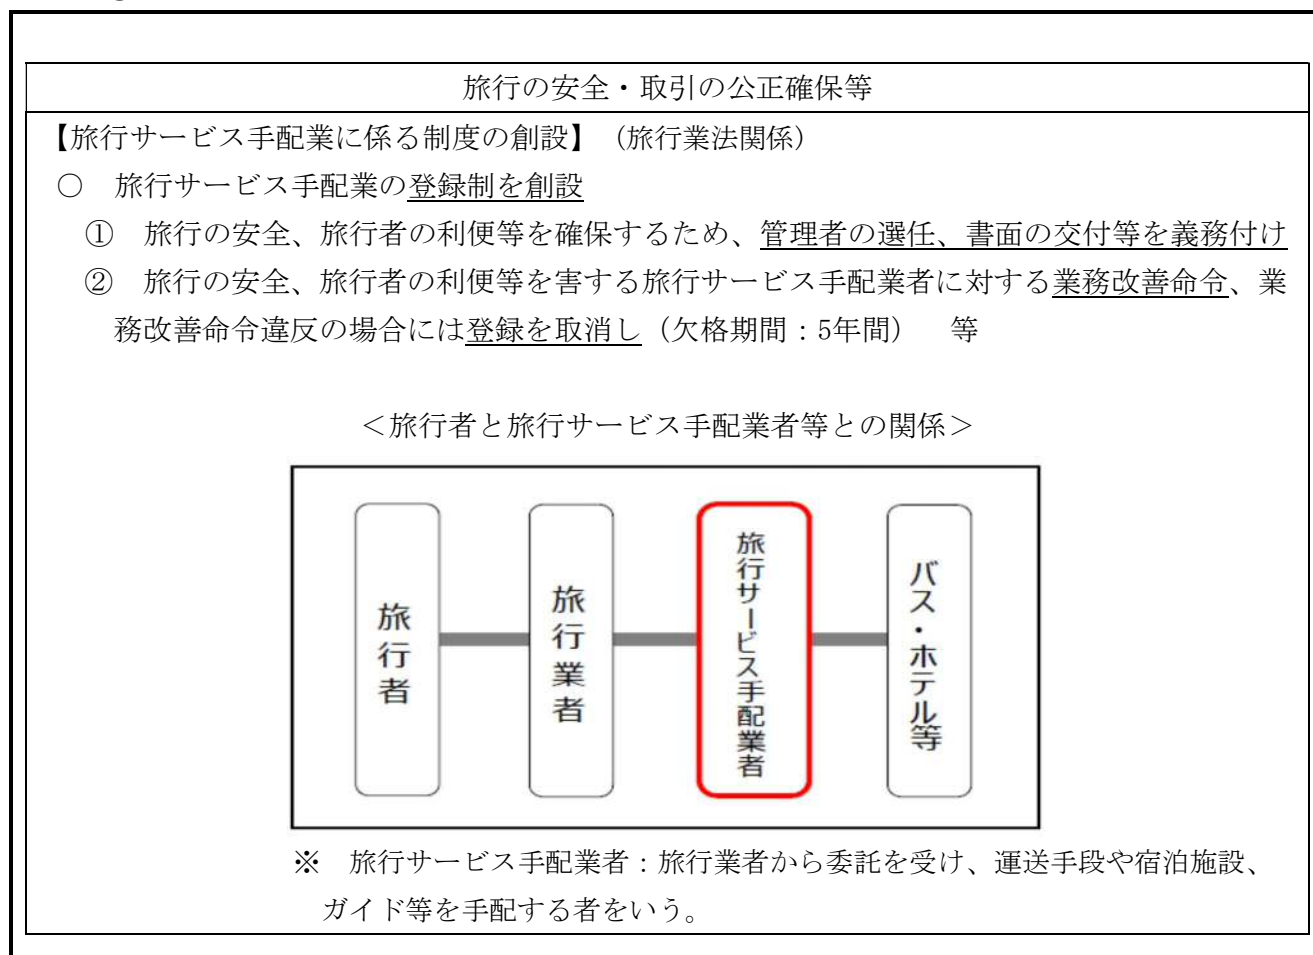 旅行の安全・取引の公正確保等
【旅行サービス手配業に係る制度の創設】（旅行業法関係）
○　旅行サービス手配業の登録制を創設
①　旅行の安全、旅行者の利便等を確保するため、管理者の選任、書面の交付等を義務付け
②　旅行の安全、旅行者の利便等を害する旅行サービス手配業者に対する業務改善命令、業
務改善命令違反の場合には登録を取消し（欠格期間：5年間）　等
＜旅行者と旅行サービス手配業者等との関係＞
旅行者
旅行業者
旅行サービス手配業者
バス・ホテル等
※　旅行サービス手配業者：旅行業者から委託を受け、運送手段や宿泊施設、
ガイド等を手配する者をいう。